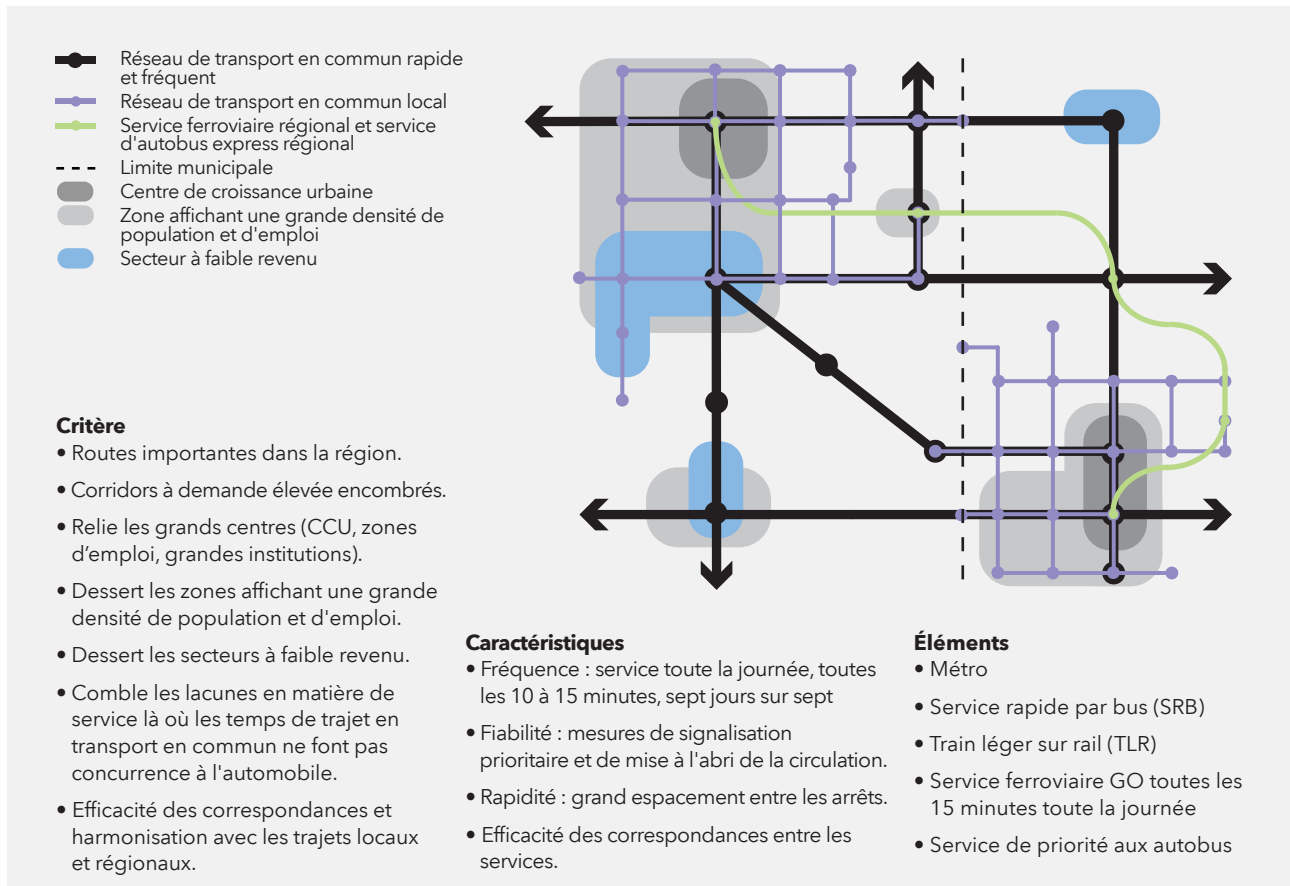 Réseau de transport en commun rapide
et fréquent
Réseau de transport en commun local
Service ferroviaire régional et service
d'autobus express régional
Limite municipale
Centre de croissance urbaine
Zone affichant une grande densité de
population et d'emploi
Secteur à faible revenu
Critère
• Routes importantes dans la région.
• Corridors à demande élevée encombrés.
• Relie les grands centres (CCU, zones
d’emploi, grandes institutions).
• Dessert les zones affichant une grande
densité de population et d'emploi.
• Dessert les secteurs à faible revenu.
• Comble les lacunes en matière de
service là où les temps de trajet en
transport en commun ne font pas
concurrence à l'automobile.
• Efficacité des correspondances et
harmonisation avec les trajets locaux
et régionaux.
Caractéristiques
• Fréquence : service toute la journée, toutes
les 10 à 15 minutes, sept jours sur sept
• Fiabilité : mesures de signalisation
prioritaire et de mise à l'abri de la circulation.
• Rapidité : grand espacement entre les arrêts.
• Efficacité des correspondances entre les
services.
Éléments
• Métro
• Service rapide par bus (SRB)
• Train léger sur rail (TLR)
• Service ferroviaire GO toutes les
15 minutes toute la journée
• Service de priorité aux autobus